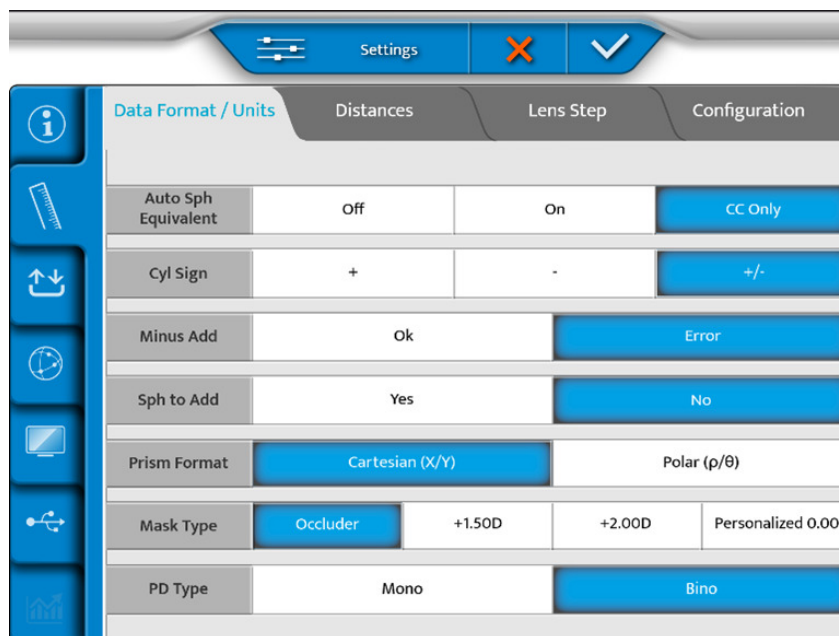 Settings
Data Format / Units Distances Lens Step Configuration
Auto Sph
Equivalent
Off On CC Only
Cyl Sign + - +/-
Minus Add Ok Error
Sph to Add Yes No
Prism Format Cartesian (X/Y) Polar (ρ/θ)
Mask Type Occluder +1.50D +2.00D Personalized 0.00
PD Type Mono Bino